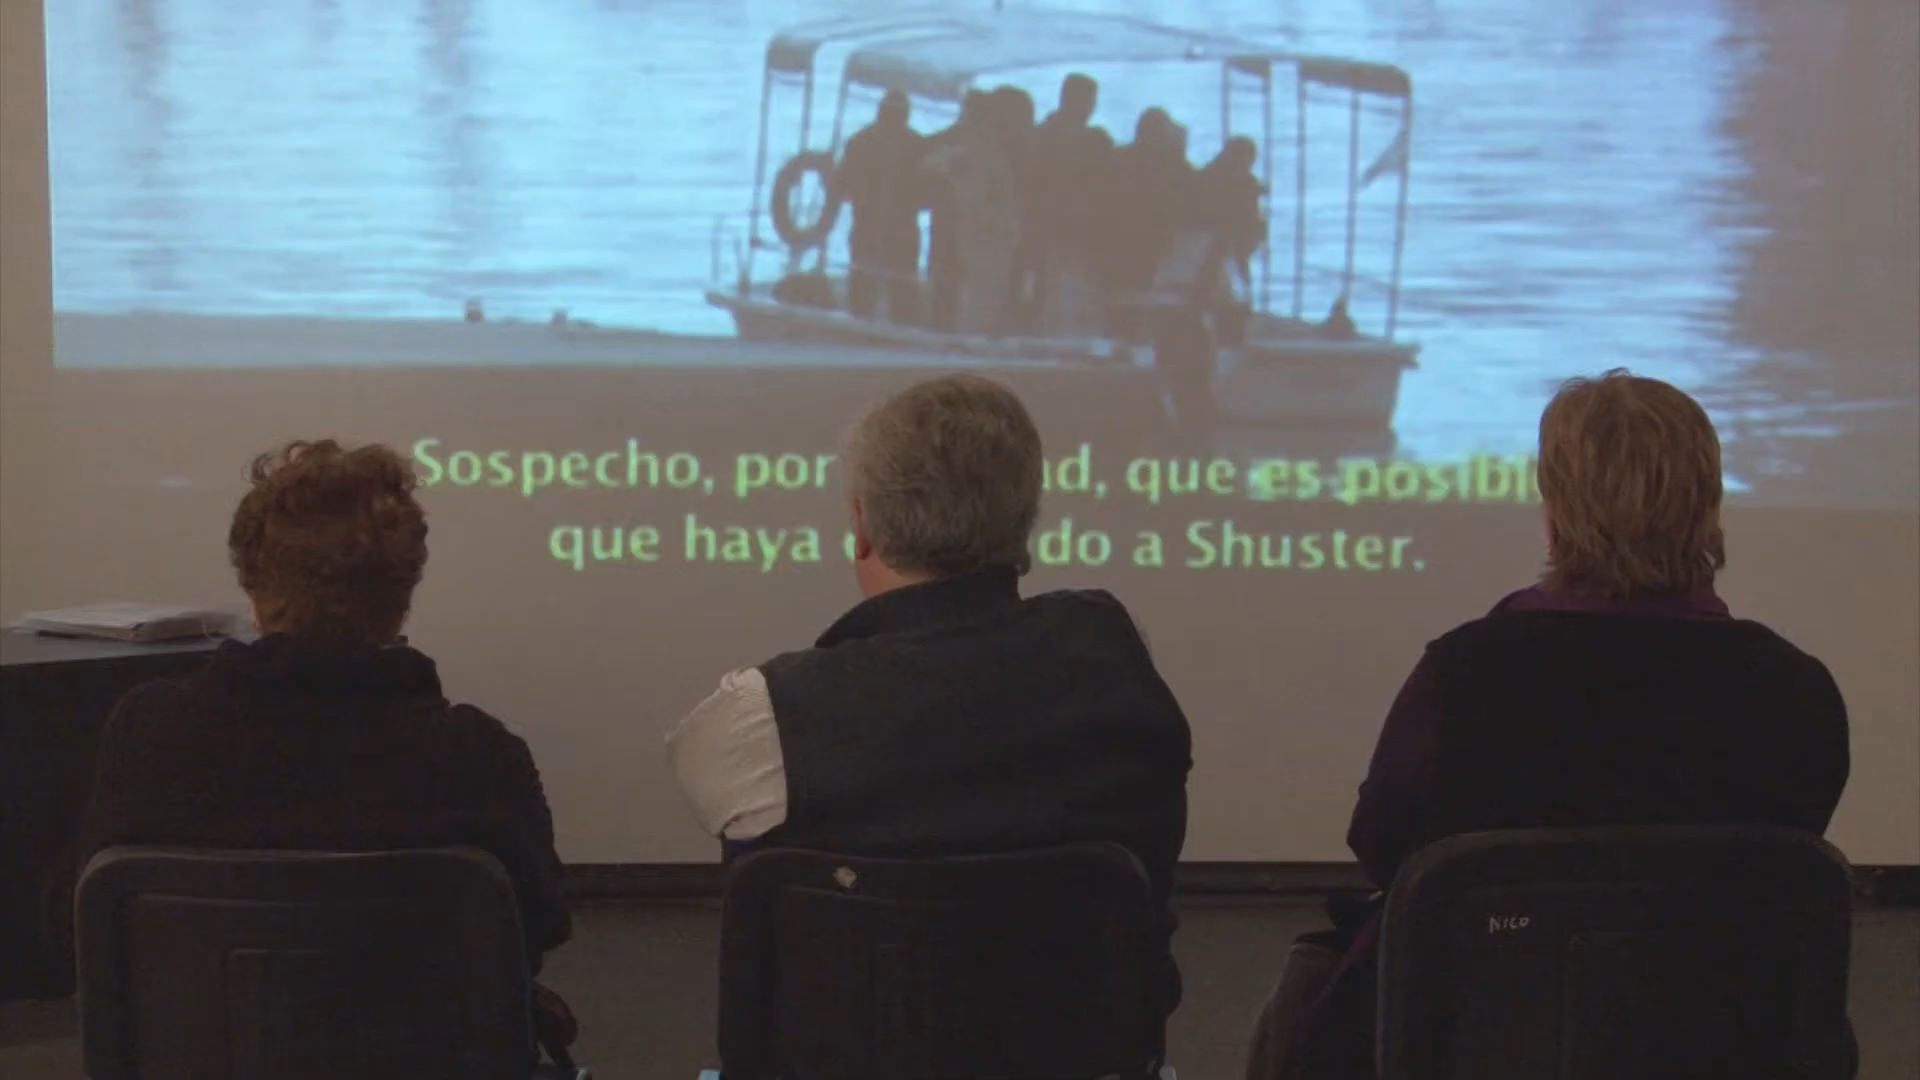 Sospecho, por ad, que es posibl
que haya do a Shuster.
NICO